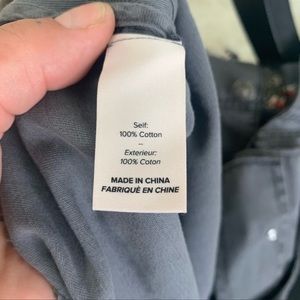 Self:
100% Cotton
--
Exterieur:
100% Coton
MADE IN CHINA
FABRIQUÉ EN CHINE